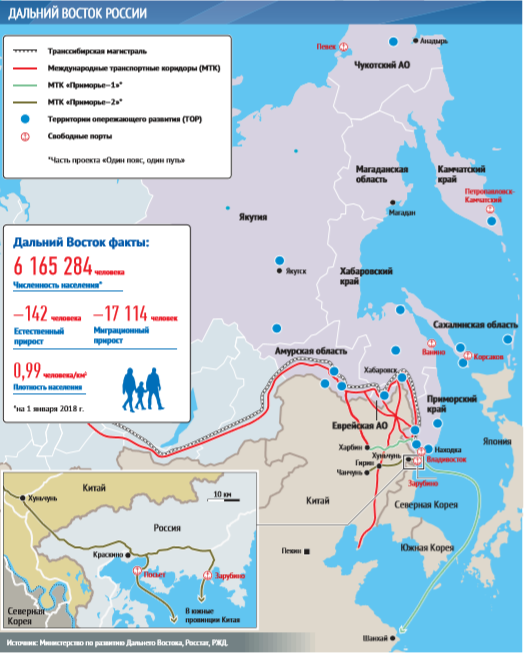 ДАЛЬНИЙ ВОСТОК РОССИИ
Транссибирская магистраль
Международные транспортные коридоры (МТК)
МТК «Приморье–1»*
МТК «Приморье–2»*
Территории опережающего развития (ТОР)
Свободные порты
*Часть проекта «Один пояс, один путь»
Певек
Анадырь
Чукотский АО
Магаданская
область
Камчатский
край
Петропавловск-
Камчатский
Магадан
Якутия
Якутск
Хабаровский
край
Дальний Восток факты:
6 165 284 человека
Численность населения*
–142 человека
Естественный
прирост
–17 114 человек
Миграционный
прирост
0,99 человека/км²
Плотность населения
*на 1 января 2018 г.
Сахалинская область
Ванино
Корсаков
Амурская область
Хабаровск
Приморский
край
Еврейская АО
Япония
Харбин
Хуньчунь
Гирин
Чанчунь
Находка
Владивосток
Зарубино
Китай
Северная Корея
Пекин
Южная Корея
Шанхай
Китай
10 км
Хуньчунь
Россия
Краскино
Посьет
Зарубино
Северная
Корея
В южные
провинции Китая
Источник: Министерство по развитию Дальнего Востока, Росстат, РЖД.